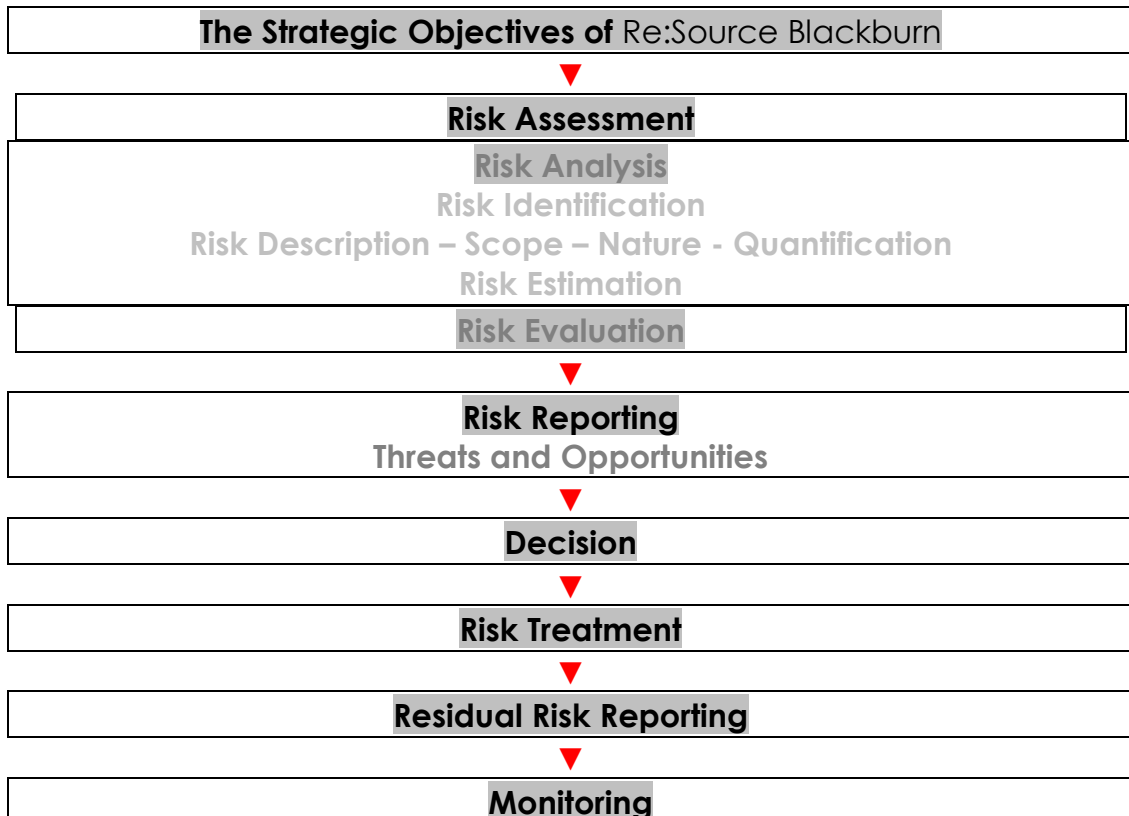 The Strategic Objectives of Re:Source Blackburn
Risk Assessment
Risk Analysis
Risk Identification
Risk Description – Scope – Nature - Quantification
Risk Estimation
Risk Evaluation
Risk Reporting
Threats and Opportunities
Decision
Risk Treatment
Residual Risk Reporting
Monitoring